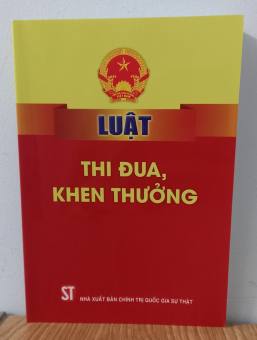 LUẬT
THI ĐUA,
KHEN THƯỞNG
ST NHÀ XUẤT BẢN CHÍNH TRỊ QUỐC GIA SỰ THẬT